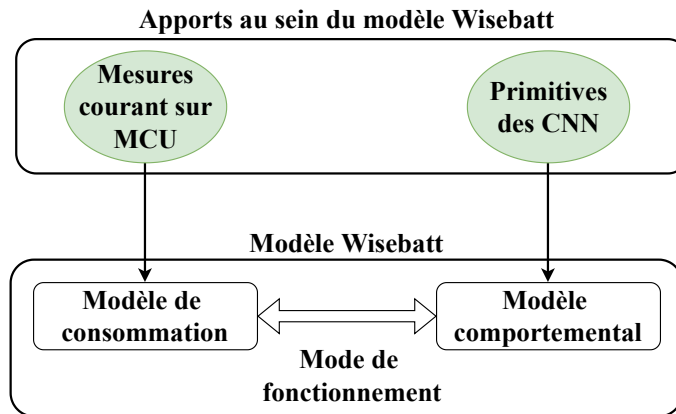 Apports au sein du modèle Wisebatt
Mesures
courant sur
MCU
Primitives
des CNN
Modèle Wisebatt
Modèle de
consommation
Modèle
comportemental
Mode de
fonctionnement